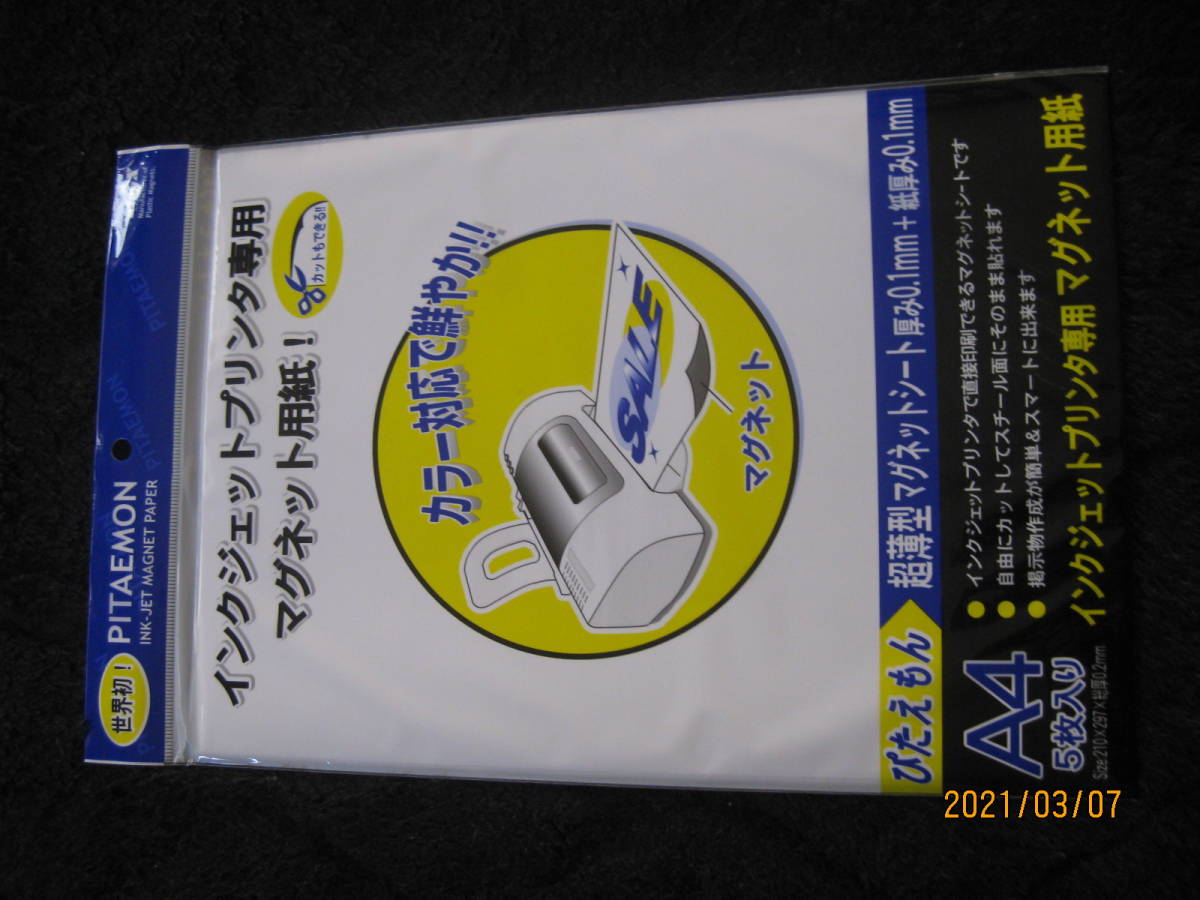 世界初!
PITAEMON
INK-JET MAGNET PAPER
PITAEMON
PITAEMON
Plastic Magnets.
インクジェットプリンタ専用
マグネット用紙!
カットもできる!!
カラー対応で鮮やか!!!
SALE
マグネット
ぴたえもん
超薄型マグネットシート厚み0.1mm+紙厚み0.1mm
インクジェットプリンタで直接印刷できるマグネットシートです
自由にカットしてスチール面にそのまま貼れます
掲示物作成が簡単&スマートに出来ます
A4
5枚入り
Size:210×297×総厚0.2mm
インクジェットプリンタ専用 マグネット用紙
2021/03/07